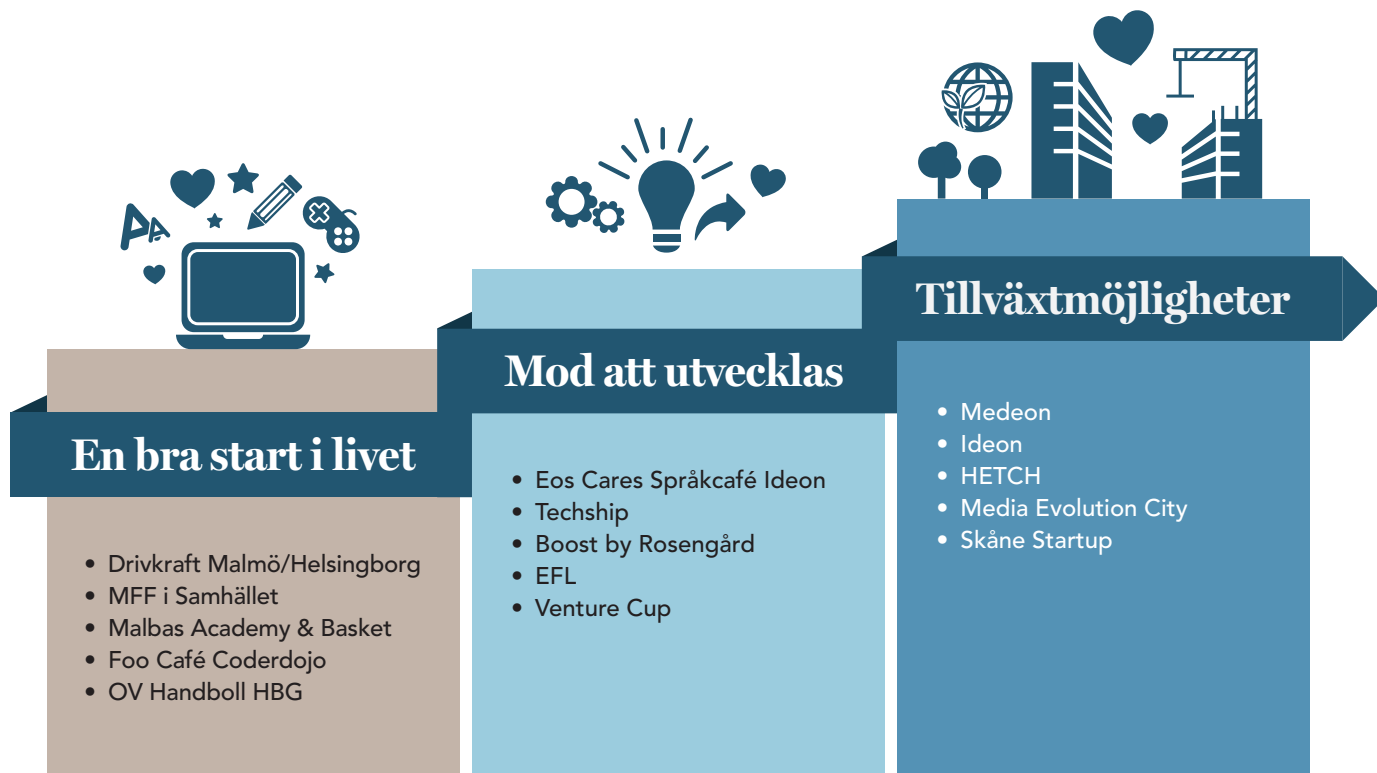 En bra start i livet
• Drivkraft Malmö/Helsingborg
• MFF i Samhället
• Malbas Academy & Basket
• Foo Café Coderdojo
• OV Handboll HBG
Mod att utvecklas
• Eos Cares Språkcafé Ideon
• Techship
• Boost by Rosengård
• EFL
• Venture Cup
Tillväxtmöjligheter
• Medeon
• Ideon
• HETCH
• Media Evolution City
• Skåne Startup